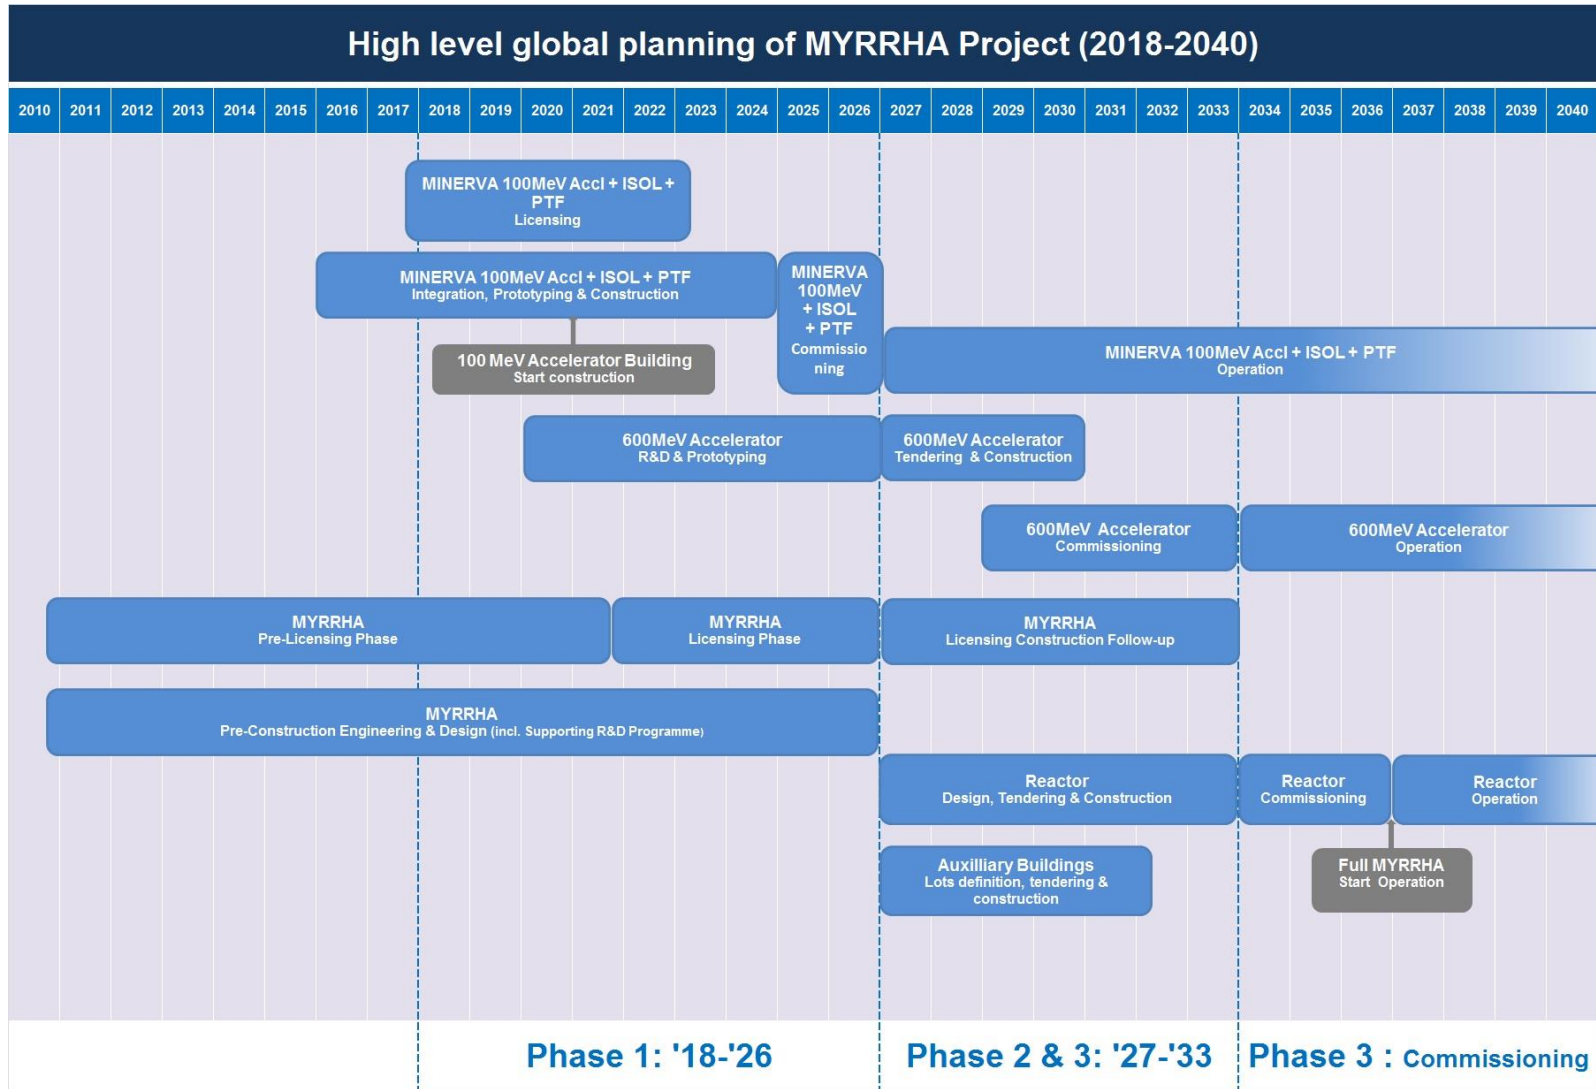 High level global planning of MYRRHA Project (2018-2040)
2010 2011 2012 2013 2014 2015 2016 2017 2018 2019 2020 2021 2022 2023 2024 2025 2026 2027 2028 2029 2030 2031 2032 2033 2034 2035 2036 2037 2038 2039 2040
MINERVA 100MeV Accl + ISOL +
PTF
Licensing
MINERVA 100MeV Accl + ISOL + PTF
Integration, Prototyping & Construction
MINERVA
100MeV
+ ISOL
+ PTF
Commissio
ning
100 MeV Accelerator Building
Start construction
MINERVA 100MeV Accl + ISOL + PTF
Operation
600MeV Accelerator
R&D & Prototyping
600MeV Accelerator
Tendering & Construction
600MeV Accelerator
Commissioning
600MeV Accelerator
Operation
MYRRHA
Pre-Licensing Phase
MYRRHA
Licensing Phase
MYRRHA
Licensing Construction Follow-up
MYRRHA
Pre-Construction Engineering & Design (incl. Supporting R&D Programme)
Reactor
Design, Tendering & Construction
Reactor
Commissioning
Reactor
Operation
Auxilliary Buildings
Lots definition, tendering &
construction
Full MYRRHA
Start Operation
Phase 1: '18-'26
Phase 2 & 3: '27-'33
Phase 3 : Commissioning